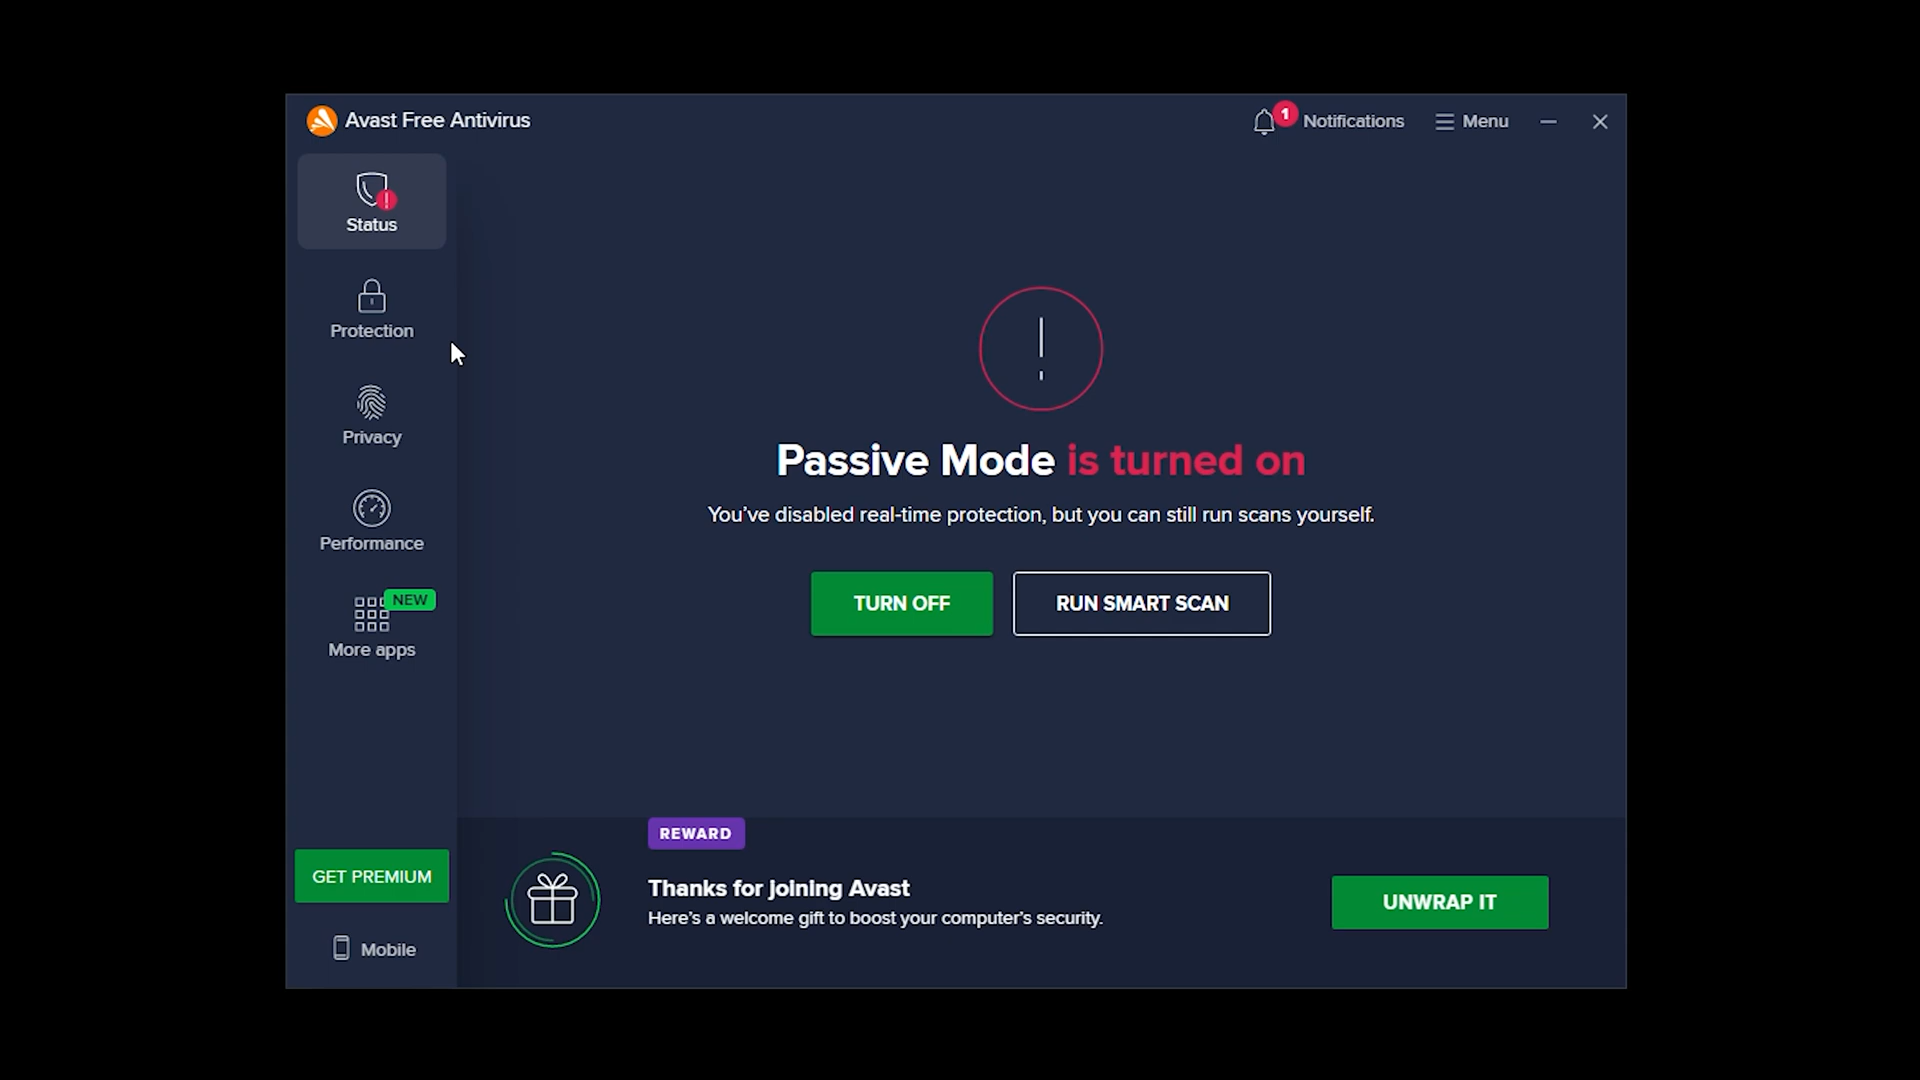 Avast Free Antivirus
1 Notifications
Menu
Status
Protection
Privacy
Performance
NEW
More apps
GET PREMIUM
Mobile
Passive Mode is turned on
You've disabled real-time protection, but you can still run scans yourself.
TURN OFF
RUN SMART SCAN
REWARD
Thanks for joining Avast
Here's a welcome gift to boost your computer's security.
UNWRAP IT